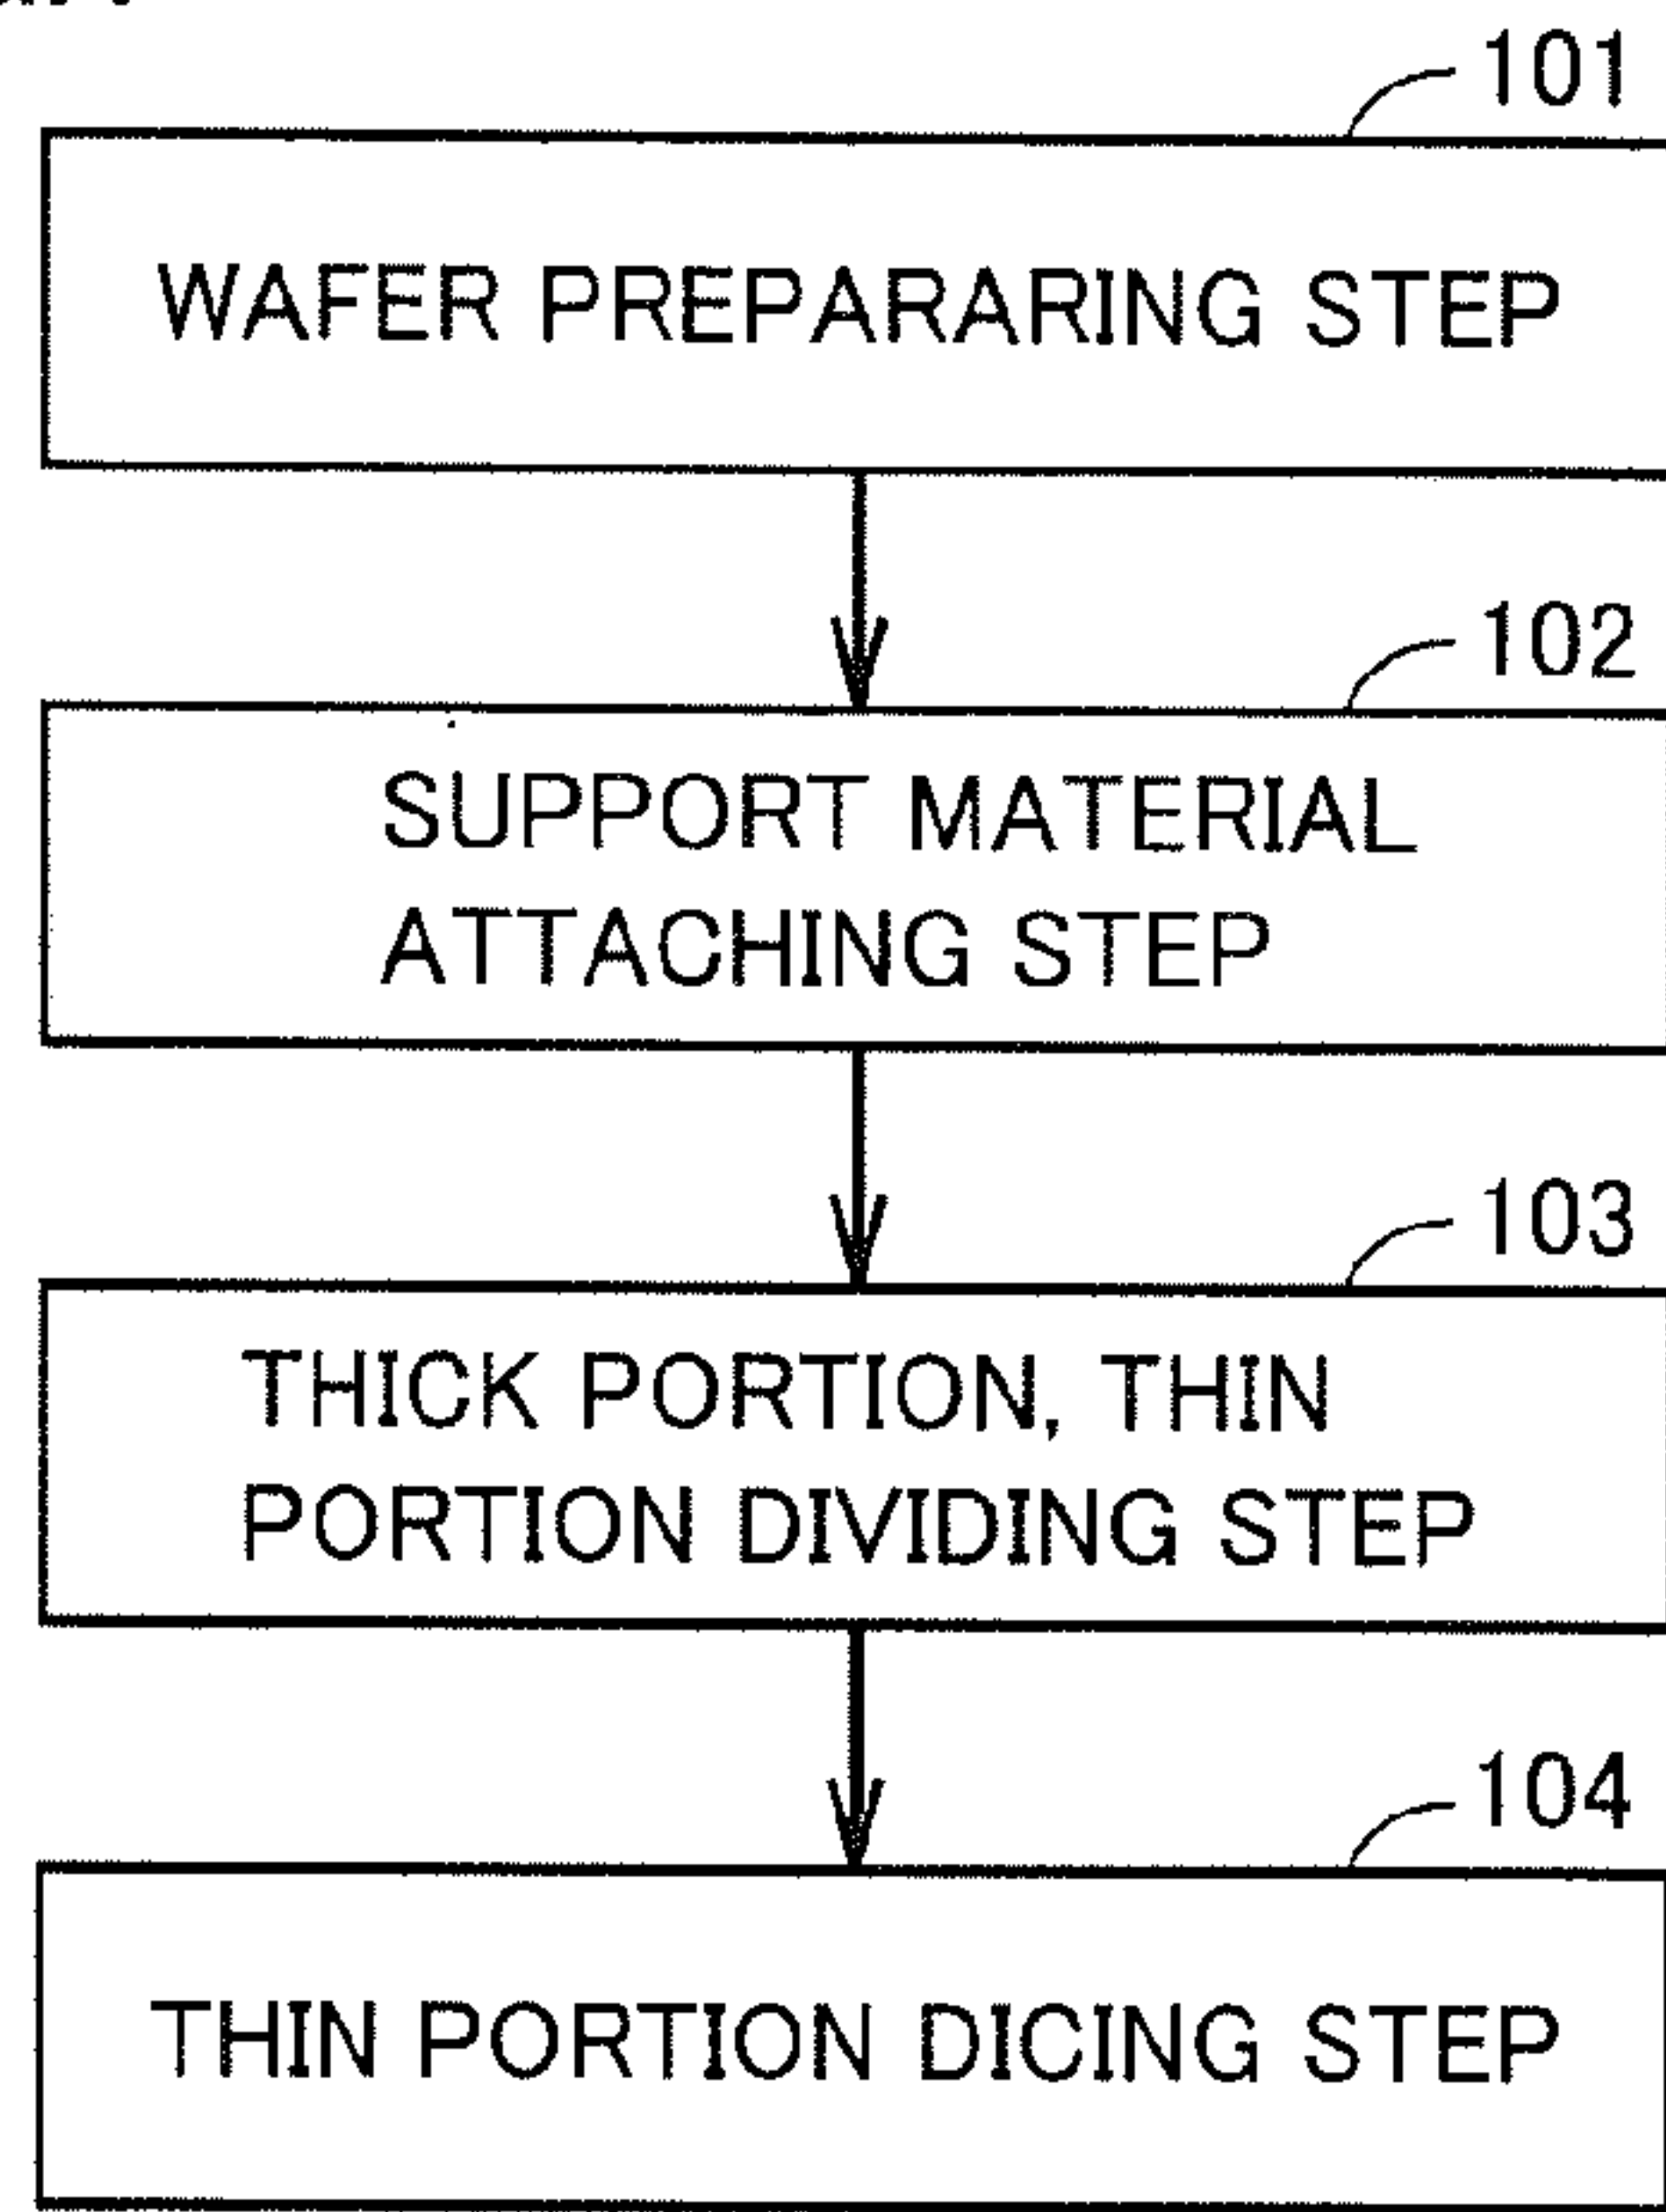 101
WAFER PREPARARING STEP
102
SUPPORT MATERIAL
ATTACHING STEP
103
THICK PORTION, THIN
PORTION DIVIDING STEP
104
THIN PORTION DICING STEP